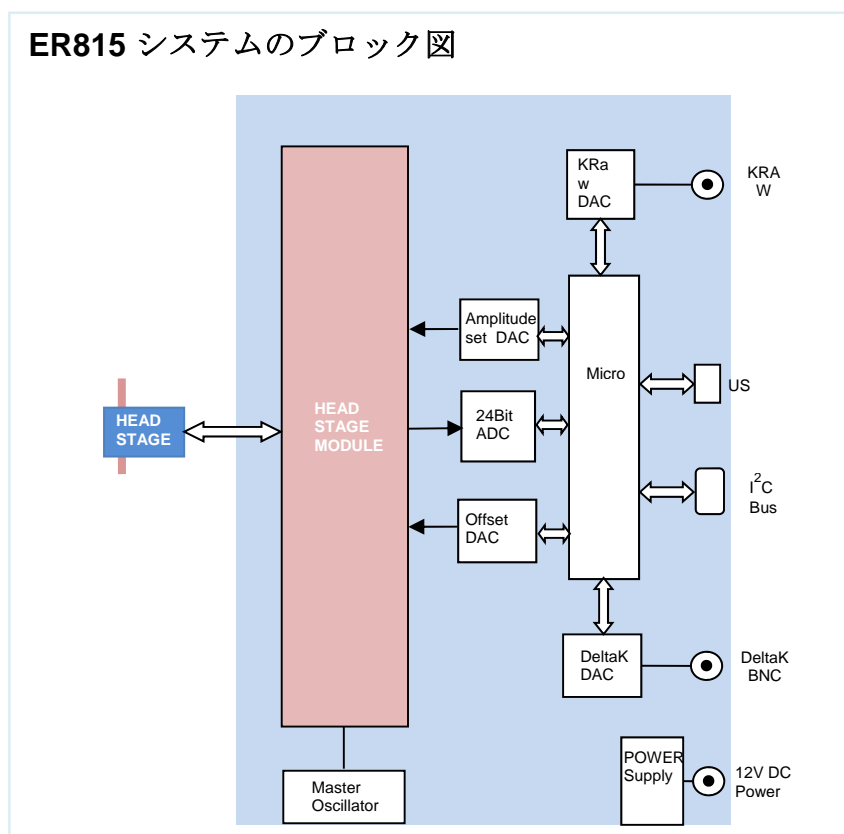 ER815 システムのブロック図
KRa
w
DAC
KRA
W
Amplitude
set DAC
Micro
US
HEAD
STAGE
HEAD
STAGE
MODULE
24Bit
ADC
I²C
Bus
Offset
DAC
DeltaK
DAC
DeltaK
BNC
POWER
Supply
12V DC
Power
Master
Oscillator